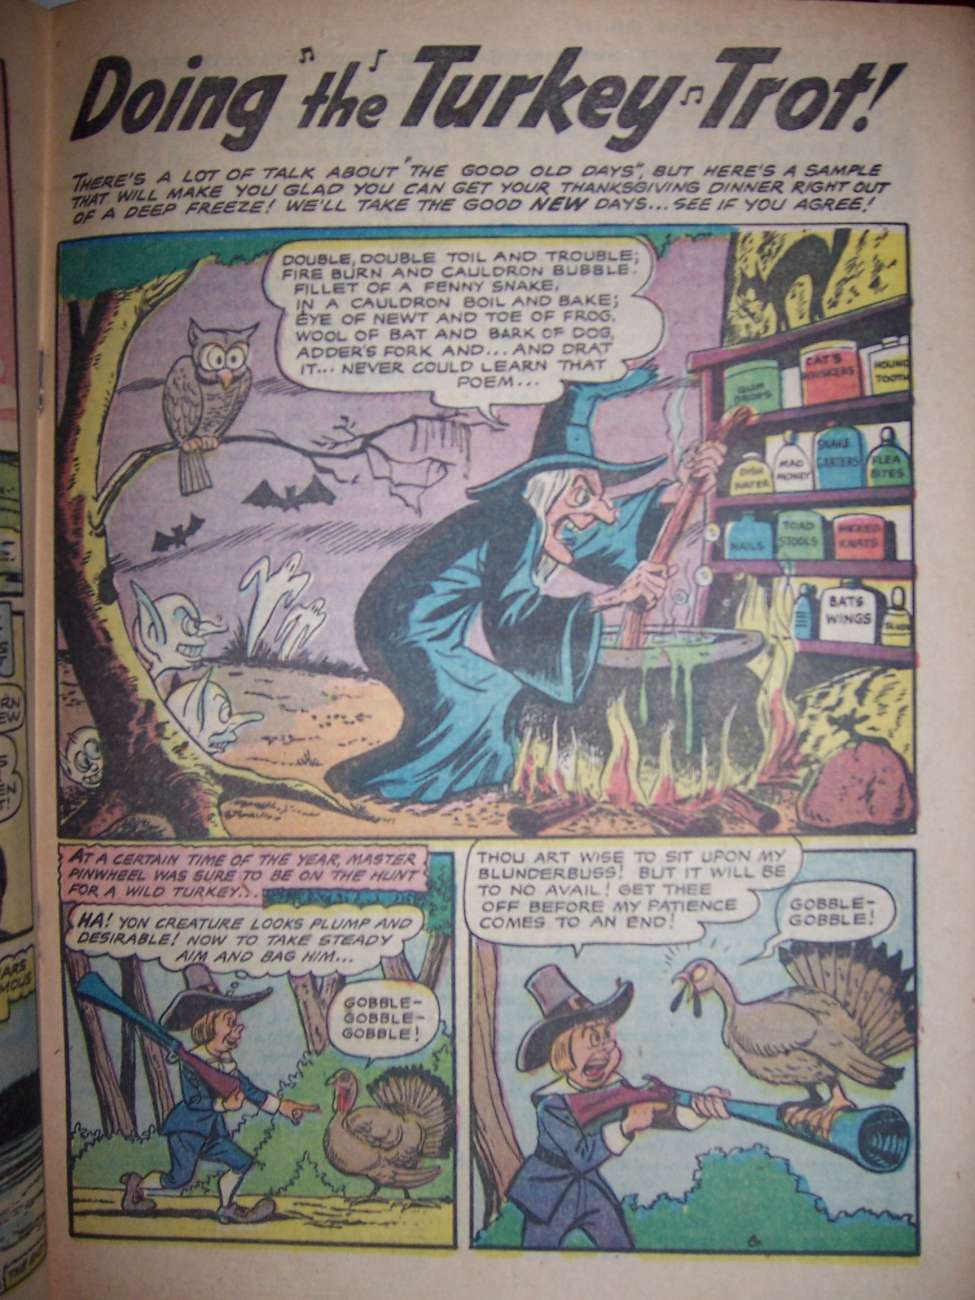 Doing the Turkey Trot!
THERE'S A LOT OF TALK ABOUT "THE GOOD OLD DAYS", BUT HERE'S A SAMPLE
THAT WILL MAKE YOU GLAD YOU CAN GET YOUR THANKSGIVING DINNER RIGHT OUT
OF A DEEP FREEZE! WE'LL TAKE THE GOOD NEW DAYS... SEE IF YOU AGREE!
DOUBLE, DOUBLE TOIL AND TROUBLE;
FIRE BURN AND CAULDRON BUBBLE.
FILLET OF A FENNY SNAKE,
IN A CAULDRON BOIL AND BAKE;
EYE OF NEWT AND TOE OF FROG,
WOOL OF BAT AND BARK OF DOG,
ADDER'S FORK AND... AND DRAT
IT... NEVER COULD LEARN THAT
POEM...
GUM
DROPS
CAT'S
WHISKERS
HOUND
TOOTH
DISH
WATER
MAD
MONEY
SNAKE
GARTERS
FLEA
BITES
NAILS
TOAD
STOOLS
KNATS
BATS
WINGS
AT A CERTAIN TIME OF THE YEAR, MASTER
PINWHEEL WAS SURE TO BE ON THE HUNT
FOR A WILD TURKEY...
HA! YON CREATURE LOOKS PLUMP AND
DESIRABLE! NOW TO TAKE STEADY
AIM AND BAG HIM...
GOBBLE-
GOBBLE-
GOBBLE!
THOU ART WISE TO SIT UPON MY
BLUNDERBUSS! BUT IT WILL BE
TO NO AVAIL! GET THEE
OFF BEFORE MY PATIENCE
COMES TO AN END!
GOBBLE-
GOBBLE!